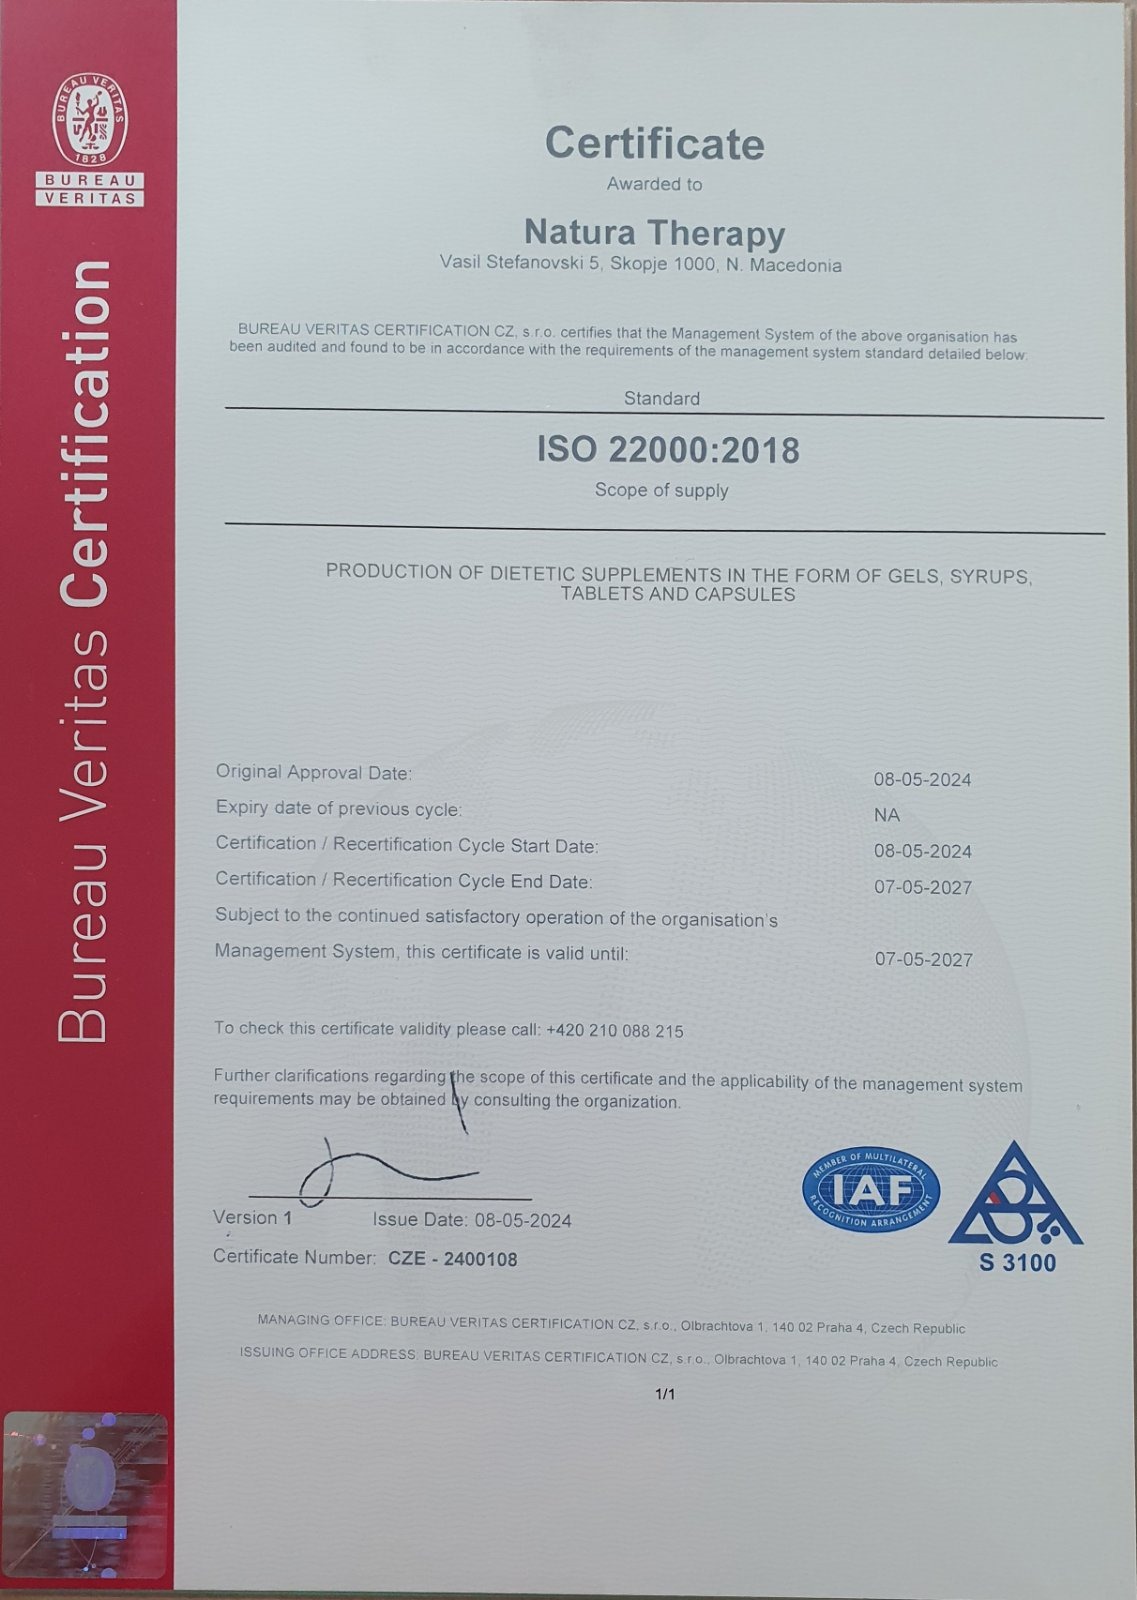 BUREAU VERITAS
1828
BUREAU
VERITAS
Bureau Veritas Certification
Certificate
Awarded to
Natura Therapy
Vasil Stefanovski 5, Skopje 1000, N. Macedonia
BUREAU VERITAS CERTIFICATION CZ, s.r.o. certifies that the Management System of the above organisation has
been audited and found to be in accordance with the requirements of the management system standard detailed below.
Standard
ISO 22000:2018
Scope of supply
PRODUCTION OF DIETETIC SUPPLEMENTS IN THE FORM OF GELS, SYRUPS,
TABLETS AND CAPSULES
Original Approval Date: 08-05-2024
Expiry date of previous cycle: NA
Certification / Recertification Cycle Start Date: 08-05-2024
Certification / Recertification Cycle End Date: 07-05-2027
Subject to the continued satisfactory operation of the organisation's
Management System, this certificate is valid until: 07-05-2027
To check this certificate validity please call: +420 210 088 215
Further clarifications regarding the scope of this certificate and the applicability of the management system
requirements may be obtained by consulting the organization.
MEMBER OF MULTILATERAL
IAF
RECOGNITION ARRANGEMENT
S 3100
Version 1 Issue Date: 08-05-2024
Certificate Number: CZE - 2400108
MANAGING OFFICE: BUREAU VERITAS CERTIFICATION CZ, s.r.o., Olbrachtova 1, 140 02 Praha 4, Czech Republic
ISSUING OFFICE ADDRESS: BUREAU VERITAS CERTIFICATION CZ, s.r.o., Olbrachtova 1, 140 02 Praha 4, Czech Republic
1/1